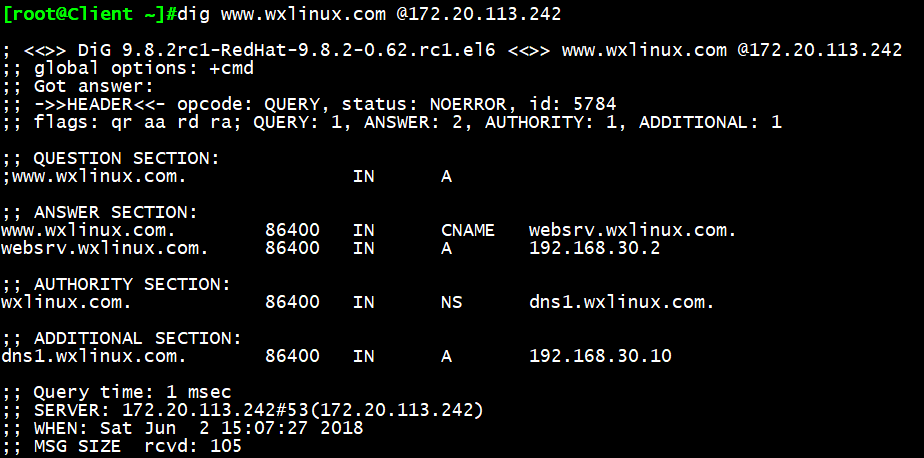 [root@Client ~]#dig www.wxlinux.com @172.20.113.242
; <<>> DiG 9.8.2rc1-RedHat-9.8.2-0.62.rc1.el6 <<>> www.wxlinux.com @172.20.113.242
;; global options: +cmd
;; Got answer:
;; ->>HEADER<<- opcode: QUERY, status: NOERROR, id: 5784
;; flags: qr aa rd ra; QUERY: 1, ANSWER: 2, AUTHORITY: 1, ADDITIONAL: 1
;; QUESTION SECTION:
;www.wxlinux.com. IN A
;; ANSWER SECTION:
www.wxlinux.com. 86400 IN CNAME websrv.wxlinux.com.
websrv.wxlinux.com. 86400 IN A 192.168.30.2
;; AUTHORITY SECTION:
wxlinux.com. 86400 IN NS dns1.wxlinux.com.
;; ADDITIONAL SECTION:
dns1.wxlinux.com. 86400 IN A 192.168.30.10
;; Query time: 1 msec
;; SERVER: 172.20.113.242#53(172.20.113.242)
;; WHEN: Sat Jun  2 15:07:27 2018
;; MSG SIZE  rcvd: 105